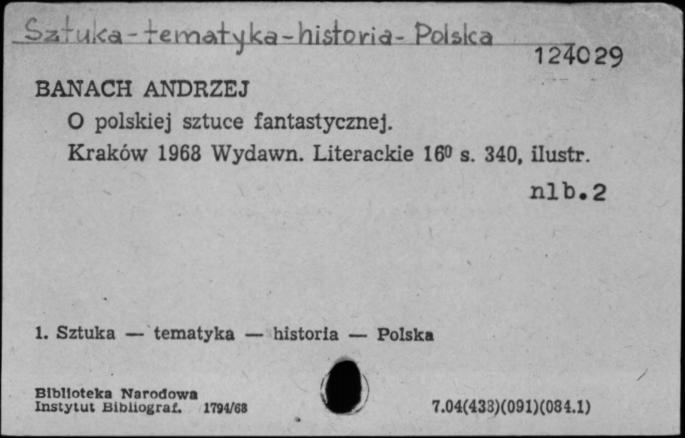 Sztuka-tematyka-historia-Polska
124029
BANACH ANDRZEJ
O polskiej sztuce fantastycznej.
Kraków 1968 Wydawn. Literackie 16⁰ s. 340, ilustr.
nlb.2
1. Sztuka — tematyka — historia — Polska
Biblioteka Narodowa
Instytut Bibliograf. 1794/68
7.04(438)(091)(084.1)